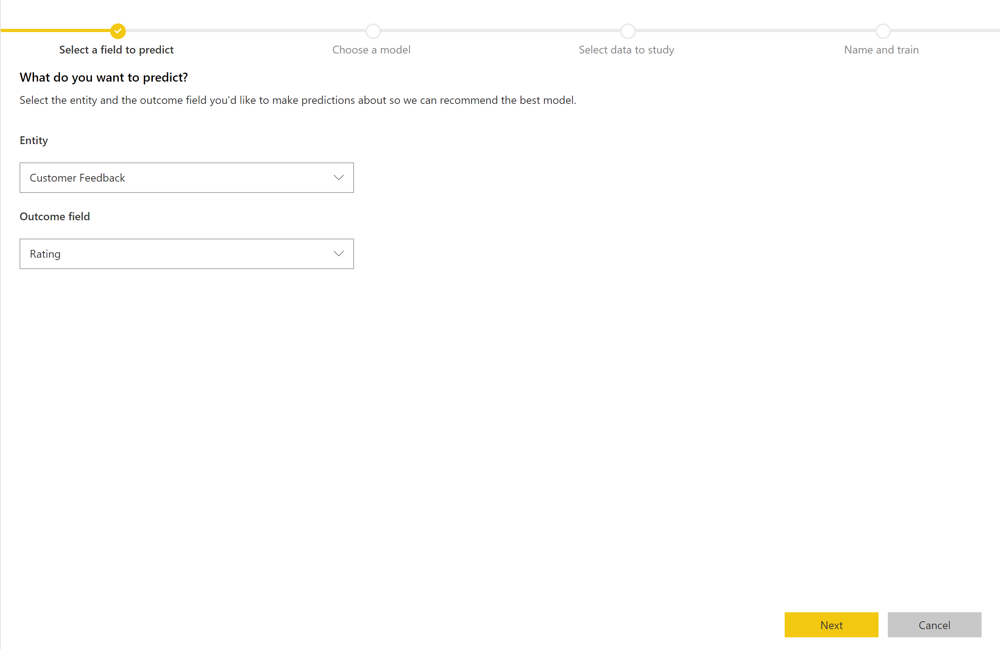 Select a field to predict
Choose a model
Select data to study
Name and train
What do you want to predict?
Select the entity and the outcome field you'd like to make predictions about so we can recommend the best model.
Entity
Customer Feedback
Outcome field
Rating
Next
Cancel